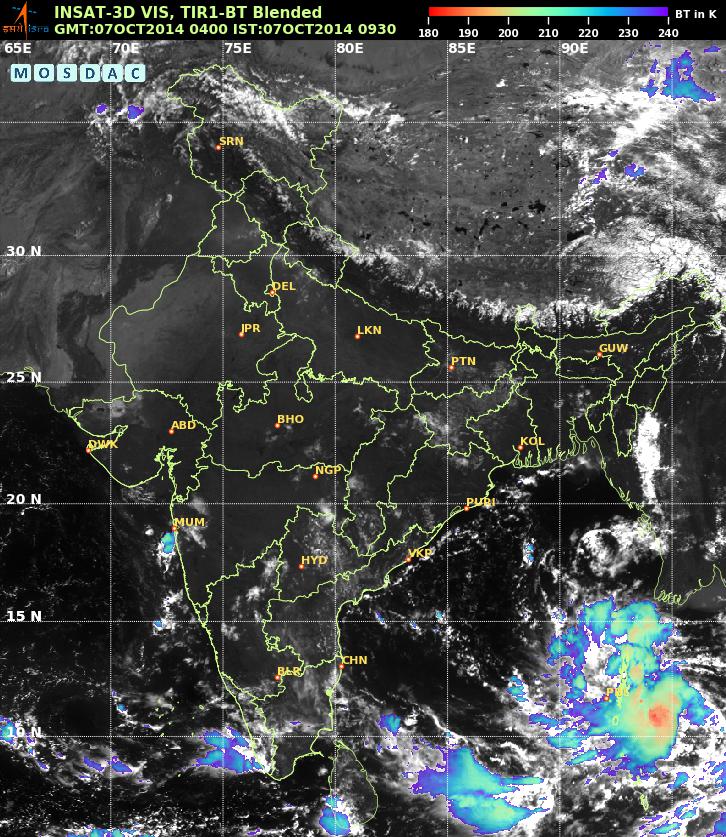 INSAT-3D VIS, TIR1-BT Blended
GMT:07OCT2014 0400 IST:07OCT2014 0930
BT in K
180 190 200 210 220 230 240
65E 70E 75E 80E 85E 90E
MOSDAC
SRN
30 N
DEL
JPR LKN
GUW
PTN
25 N
ABD BHO
DWK KOL
NGP
20 N
PURI
MUM
VKP
HYD
15 N
CHN
BLR
10 N